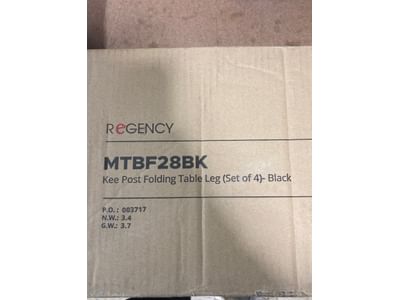 ReGENCY
MTBF28BK
Kee Post Folding Table Leg (Set of 4)- Black
P.O. : 003717
N.W.: 3.4
G.W.: 3.7